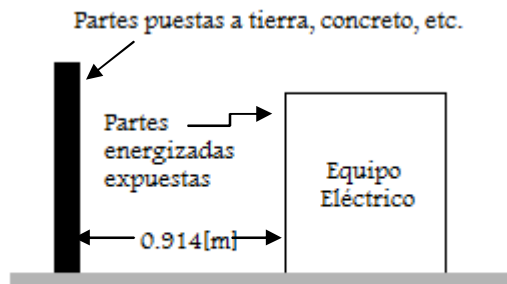 Partes puestas a tierra, concreto, etc.
Partes
energizadas
expuestas
Equipo
Eléctrico
0.914[m]